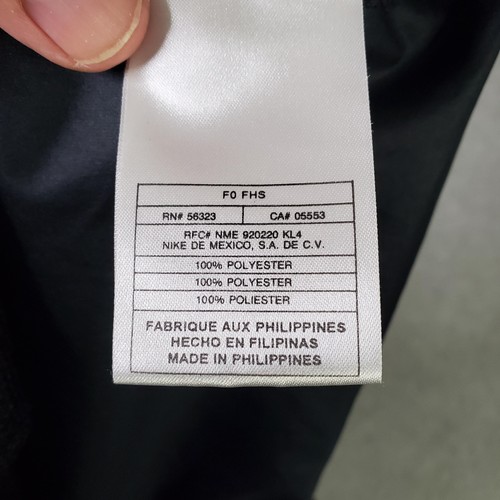 F0 FHS
RN# 56323 CA# 05553
RFC# NME 920220 KL4
NIKE DE MEXICO, S.A. DE C.V.
100% POLYESTER
100% POLYESTER
100% POLIESTER
FABRIQUE AUX PHILIPPINES
HECHO EN FILIPINAS
MADE IN PHILIPPINES